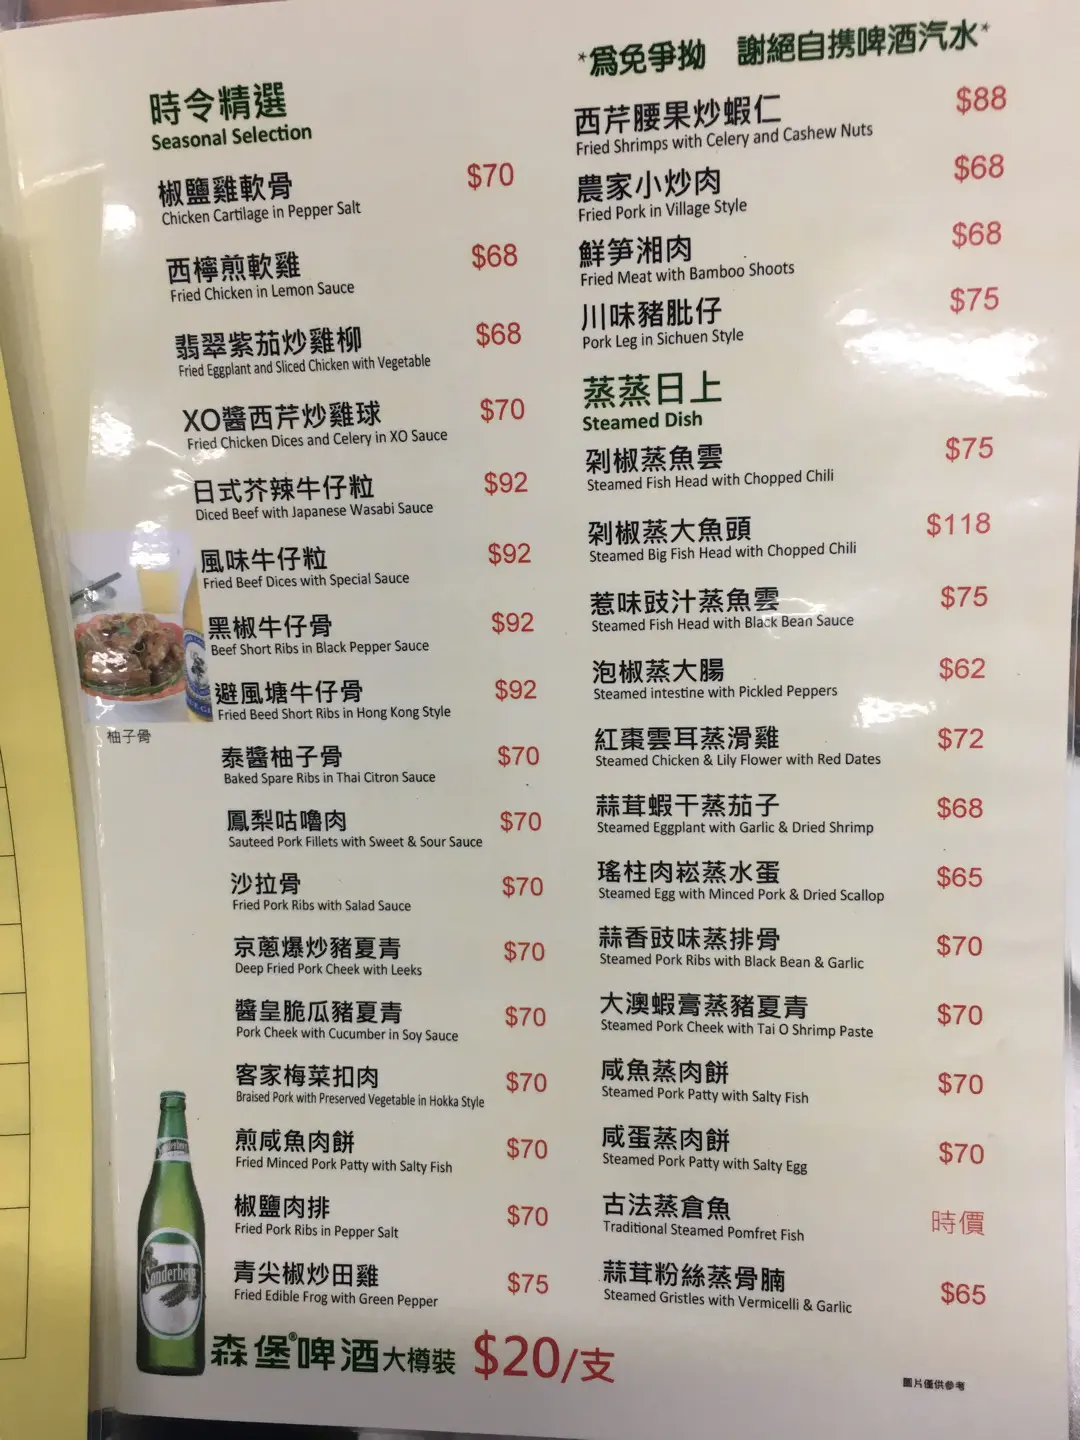 時令精選
Seasonal Selection
椒鹽雞軟骨 $70
Chicken Cartilage in Pepper Salt
西檸煎軟雞 $68
Fried Chicken in Lemon Sauce
翡翠紫茄炒雞柳 $68
Fried Eggplant and Sliced Chicken with Vegetable
XO醬西芹炒雞球 $70
Fried Chicken Dices and Celery in XO Sauce
日式芥辣牛仔粒 $92
Diced Beef with Japanese Wasabi Sauce
風味牛仔粒 $92
Fried Beef Dices with Special Sauce
黑椒牛仔骨 $92
Beef Short Ribs in Black Pepper Sauce
避風塘牛仔骨 $92
Fried Beed Short Ribs in Hong Kong Style
柚子骨
泰醬柚子骨 $70
Baked Spare Ribs in Thai Citron Sauce
鳳梨咕嚕肉 $70
Sauteed Pork Fillets with Sweet & Sour Sauce
沙拉骨 $70
Fried Pork Ribs with Salad Sauce
京蔥爆炒豬夏青 $70
Deep Fried Pork Cheek with Leeks
醬皇脆瓜豬夏青 $70
Pork Cheek with Cucumber in Soy Sauce
客家梅菜扣肉 $70
Braised Pork with Preserved Vegetable in Hokka Style
煎咸魚肉餅 $70
Fried Minced Pork Patty with Salty Fish
椒鹽肉排 $70
Fried Pork Ribs in Pepper Salt
青尖椒炒田雞 $75
Fried Edible Frog with Green Pepper
Sonderberg
森堡®啤酒大樽裝 $20/支
*爲免爭拗 謝絕自携啤酒汽水*
西芹腰果炒蝦仁 $88
Fried Shrimps with Celery and Cashew Nuts
農家小炒肉 $68
Fried Pork in Village Style
鮮笋湘肉 $68
Fried Meat with Bamboo Shoots
川味豬肶仔 $75
Pork Leg in Sichuen Style
蒸蒸日上
Steamed Dish
剁椒蒸魚雲 $75
Steamed Fish Head with Chopped Chili
剁椒蒸大魚頭 $118
Steamed Big Fish Head with Chopped Chili
惹味豉汁蒸魚雲 $75
Steamed Fish Head with Black Bean Sauce
泡椒蒸大腸 $62
Steamed intestine with Pickled Peppers
紅棗雲耳蒸滑雞 $72
Steamed Chicken & Lily Flower with Red Dates
蒜茸蝦干蒸茄子 $68
Steamed Eggplant with Garlic & Dried Shrimp
瑤柱肉崧蒸水蛋 $65
Steamed Egg with Minced Pork & Dried Scallop
蒜香豉味蒸排骨 $70
Steamed Pork Ribs with Black Bean & Garlic
大澳蝦膏蒸豬夏青 $70
Steamed Pork Cheek with Tai O Shrimp Paste
咸魚蒸肉餅 $70
Steamed Pork Patty with Salty Fish
咸蛋蒸肉餅 $70
Steamed Pork Patty with Salty Egg
古法蒸倉魚 時價
Traditional Steamed Pomfret Fish
蒜茸粉絲蒸骨腩 $65
Steamed Gristles with Vermicelli & Garlic
圖片僅供參考